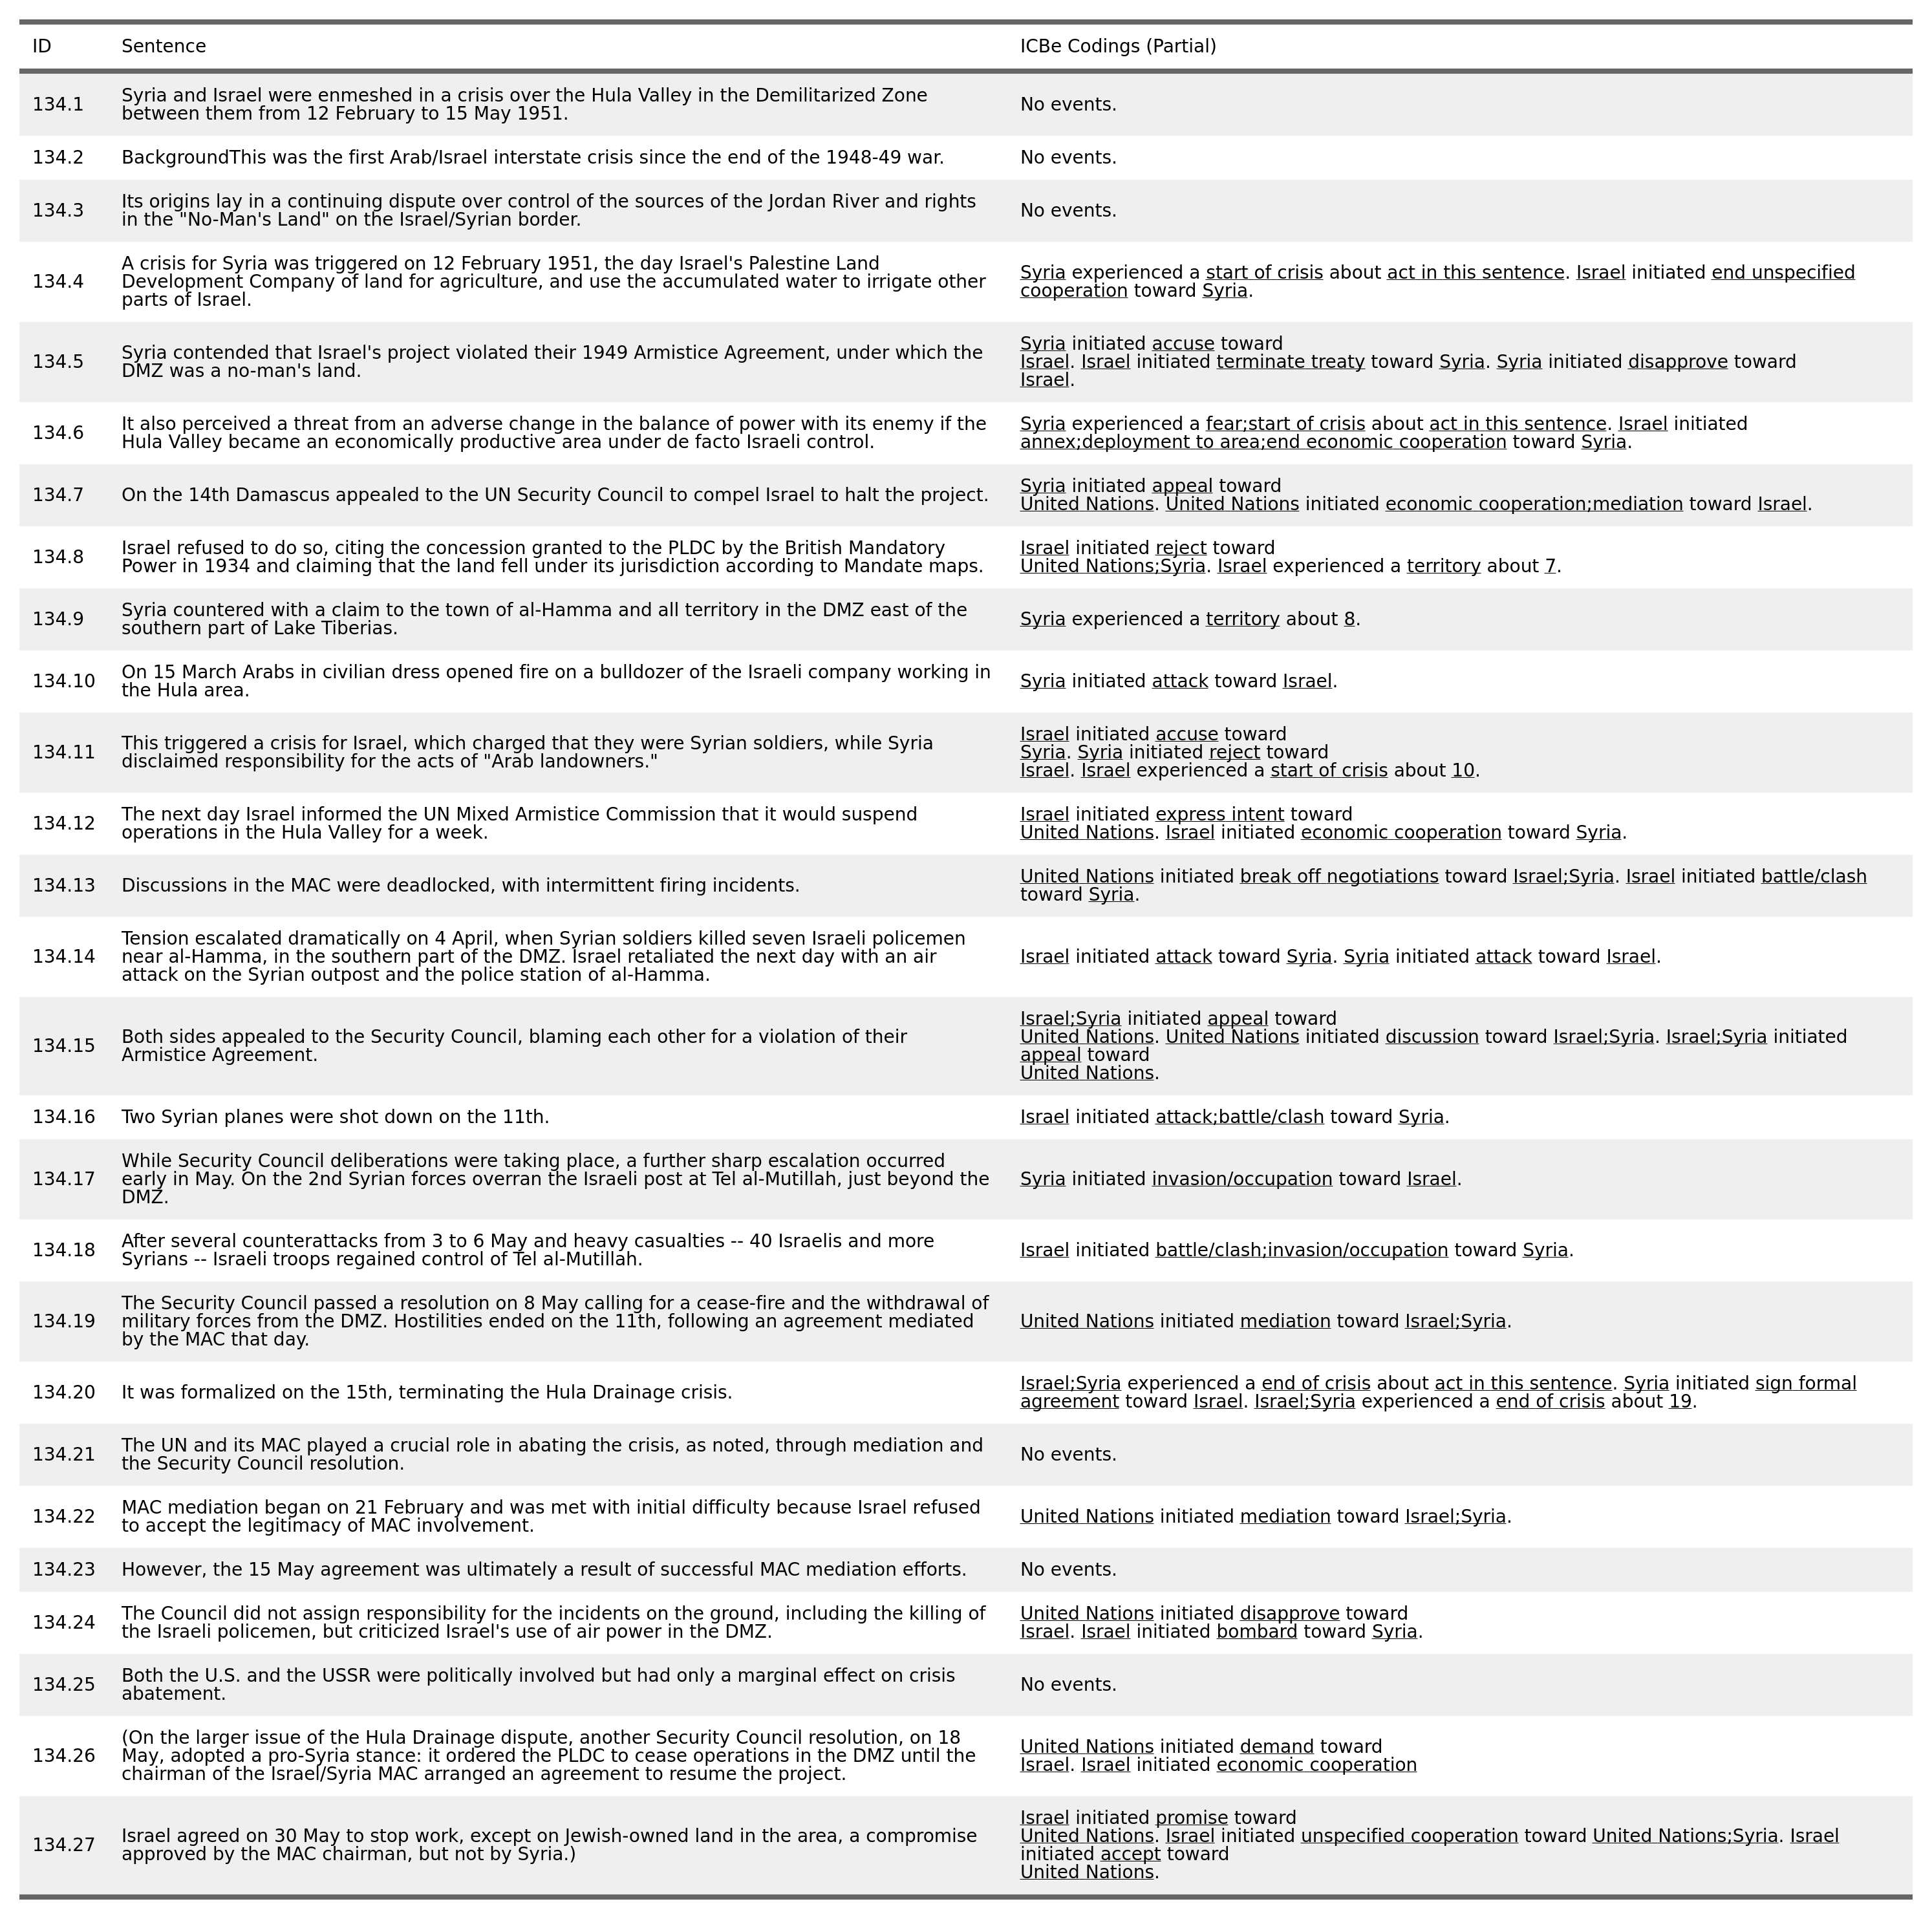 ID Sentence ICBe Codings (Partial)
134.1 Syria and Israel were enmeshed in a crisis over the Hula Valley in the Demilitarized Zone
between them from 12 February to 15 May 1951.
No events.
134.2 BackgroundThis was the first Arab/Israel interstate crisis since the end of the 1948-49 war. No events.
134.3 Its origins lay in a continuing dispute over control of the sources of the Jordan River and rights
in the "No-Man's Land" on the Israel/Syrian border.
No events.
134.4 A crisis for Syria was triggered on 12 February 1951, the day Israel's Palestine Land
Development Company of land for agriculture, and use the accumulated water to irrigate other
parts of Israel.
Syria experienced a start of crisis about act in this sentence. Israel initiated end unspecified
cooperation toward Syria.
134.5 Syria contended that Israel's project violated their 1949 Armistice Agreement, under which the
DMZ was a no-man's land.
Syria initiated accuse toward
Israel. Israel initiated terminate treaty toward Syria. Syria initiated disapprove toward
Israel.
134.6 It also perceived a threat from an adverse change in the balance of power with its enemy if the
Hula Valley became an economically productive area under de facto Israeli control.
Syria experienced a fear;start of crisis about act in this sentence. Israel initiated
annex;deployment to area;end economic cooperation toward Syria.
134.7 On the 14th Damascus appealed to the UN Security Council to compel Israel to halt the project.
Syria initiated appeal toward
United Nations. United Nations initiated economic cooperation;mediation toward Israel.
134.8 Israel refused to do so, citing the concession granted to the PLDC by the British Mandatory
Power in 1934 and claiming that the land fell under its jurisdiction according to Mandate maps.
Israel initiated reject toward
United Nations;Syria. Israel experienced a territory about 7.
134.9 Syria countered with a claim to the town of al-Hamma and all territory in the DMZ east of the
southern part of Lake Tiberias.
Syria experienced a territory about 8.
134.10 On 15 March Arabs in civilian dress opened fire on a bulldozer of the Israeli company working in
the Hula area.
Syria initiated attack toward Israel.
134.11 This triggered a crisis for Israel, which charged that they were Syrian soldiers, while Syria
disclaimed responsibility for the acts of "Arab landowners."
Israel initiated accuse toward
Syria. Syria initiated reject toward
Israel. Israel experienced a start of crisis about 10.
134.12 The next day Israel informed the UN Mixed Armistice Commission that it would suspend
operations in the Hula Valley for a week.
Israel initiated express intent toward
United Nations. Israel initiated economic cooperation toward Syria.
134.13 Discussions in the MAC were deadlocked, with intermittent firing incidents.
United Nations initiated break off negotiations toward Israel;Syria. Israel initiated battle/clash
toward Syria.
134.14 Tension escalated dramatically on 4 April, when Syrian soldiers killed seven Israeli policemen
near al-Hamma, in the southern part of the DMZ. Israel retaliated the next day with an air
attack on the Syrian outpost and the police station of al-Hamma.
Israel initiated attack toward Syria. Syria initiated attack toward Israel.
134.15 Both sides appealed to the Security Council, blaming each other for a violation of their
Armistice Agreement.
Israel;Syria initiated appeal toward
United Nations. United Nations initiated discussion toward Israel;Syria. Israel;Syria initiated
appeal toward
United Nations.
134.16 Two Syrian planes were shot down on the 11th. Israel initiated attack;battle/clash toward Syria.
134.17 While Security Council deliberations were taking place, a further sharp escalation occurred
early in May. On the 2nd Syrian forces overran the Israeli post at Tel al-Mutillah, just beyond the
DMZ.
Syria initiated invasion/occupation toward Israel.
134.18 After several counterattacks from 3 to 6 May and heavy casualties -- 40 Israelis and more
Syrians -- Israeli troops regained control of Tel al-Mutillah.
Israel initiated battle/clash;invasion/occupation toward Syria.
134.19 The Security Council passed a resolution on 8 May calling for a cease-fire and the withdrawal of
military forces from the DMZ. Hostilities ended on the 11th, following an agreement mediated
by the MAC that day.
United Nations initiated mediation toward Israel;Syria.
134.20 It was formalized on the 15th, terminating the Hula Drainage crisis.
Israel;Syria experienced a end of crisis about act in this sentence. Syria initiated sign formal
agreement toward Israel. Israel;Syria experienced a end of crisis about 19.
134.21 The UN and its MAC played a crucial role in abating the crisis, as noted, through mediation and
the Security Council resolution.
No events.
134.22 MAC mediation began on 21 February and was met with initial difficulty because Israel refused
to accept the legitimacy of MAC involvement.
United Nations initiated mediation toward Israel;Syria.
134.23 However, the 15 May agreement was ultimately a result of successful MAC mediation efforts. No events.
134.24 The Council did not assign responsibility for the incidents on the ground, including the killing of
the Israeli policemen, but criticized Israel's use of air power in the DMZ.
United Nations initiated disapprove toward
Israel. Israel initiated bombard toward Syria.
134.25 Both the U.S. and the USSR were politically involved but had only a marginal effect on crisis
abatement.
No events.
134.26 (On the larger issue of the Hula Drainage dispute, another Security Council resolution, on 18
May, adopted a pro-Syria stance: it ordered the PLDC to cease operations in the DMZ until the
chairman of the Israel/Syria MAC arranged an agreement to resume the project.
United Nations initiated demand toward
Israel. Israel initiated economic cooperation
134.27 Israel agreed on 30 May to stop work, except on Jewish-owned land in the area, a compromise
approved by the MAC chairman, but not by Syria.)
Israel initiated promise toward
United Nations. Israel initiated unspecified cooperation toward United Nations;Syria. Israel
initiated accept toward
United Nations.